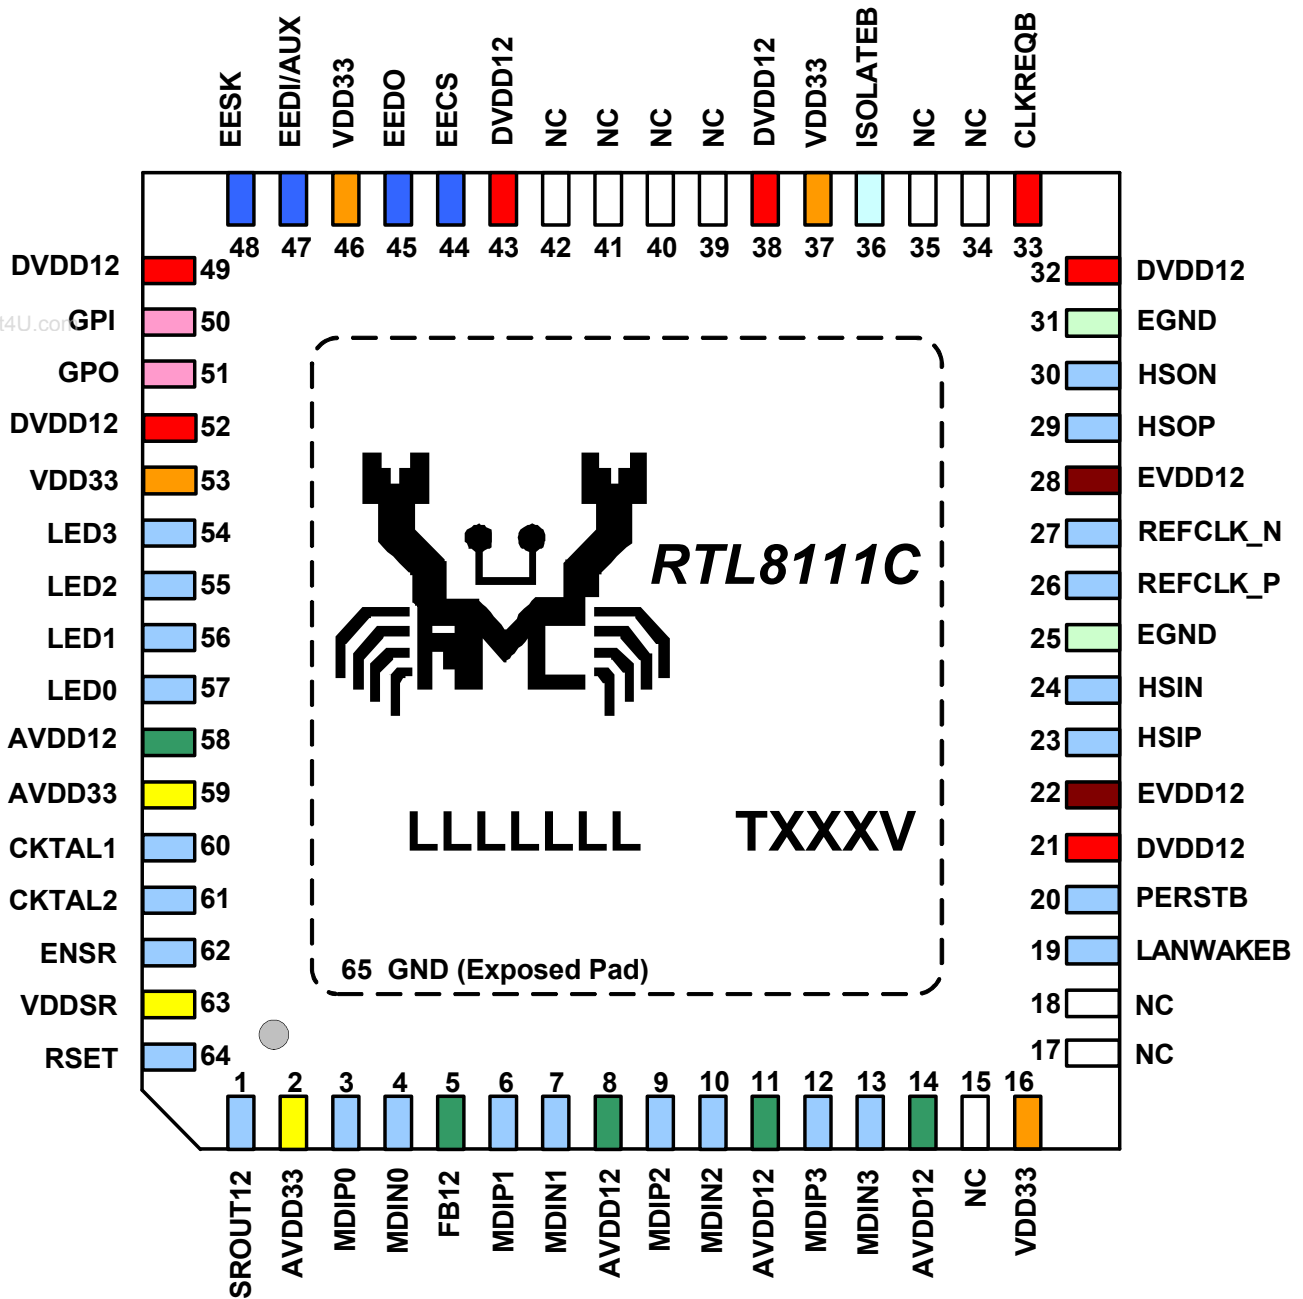 EESK
EEDI/AUX
VDD33
EEDO
EECS
DVDD12
NC
NC
NC
NC
DVDD12
VDD33
ISOLATEB
NC
NC
CLKREQB
48 47 46 45 44 43 42 41 40 39 38 37 36 35 34 33
DVDD12 49 32 DVDD12
t4U.com
GPI 50 31 EGND
GPO 51 30 HSON
DVDD12 52 29 HSOP
VDD33 53 28 EVDD12
LED3 54 27 REFCLK_N
RTL8111C
LED2 55 26 REFCLK_P
LED1 56 25 EGND
LED0 57 24 HSIN
AVDD12 58 23 HSIP
AVDD33 59 22 EVDD12
LLLLLLL TXXXV
CKTAL1 60 21 DVDD12
CKTAL2 61 20 PERSTB
ENSR 62 19 LANWAKEB
65 GND (Exposed Pad)
VDDSR 63 18 NC
RSET 64 17 NC
1 2 3 4 5 6 7 8 9 10 11 12 13 14 15 16
SROUT12
AVDD33
MDIP0
MDIN0
FB12
MDIP1
MDIN1
AVDD12
MDIP2
MDIN2
AVDD12
MDIP3
MDIN3
AVDD12
NC
VDD33